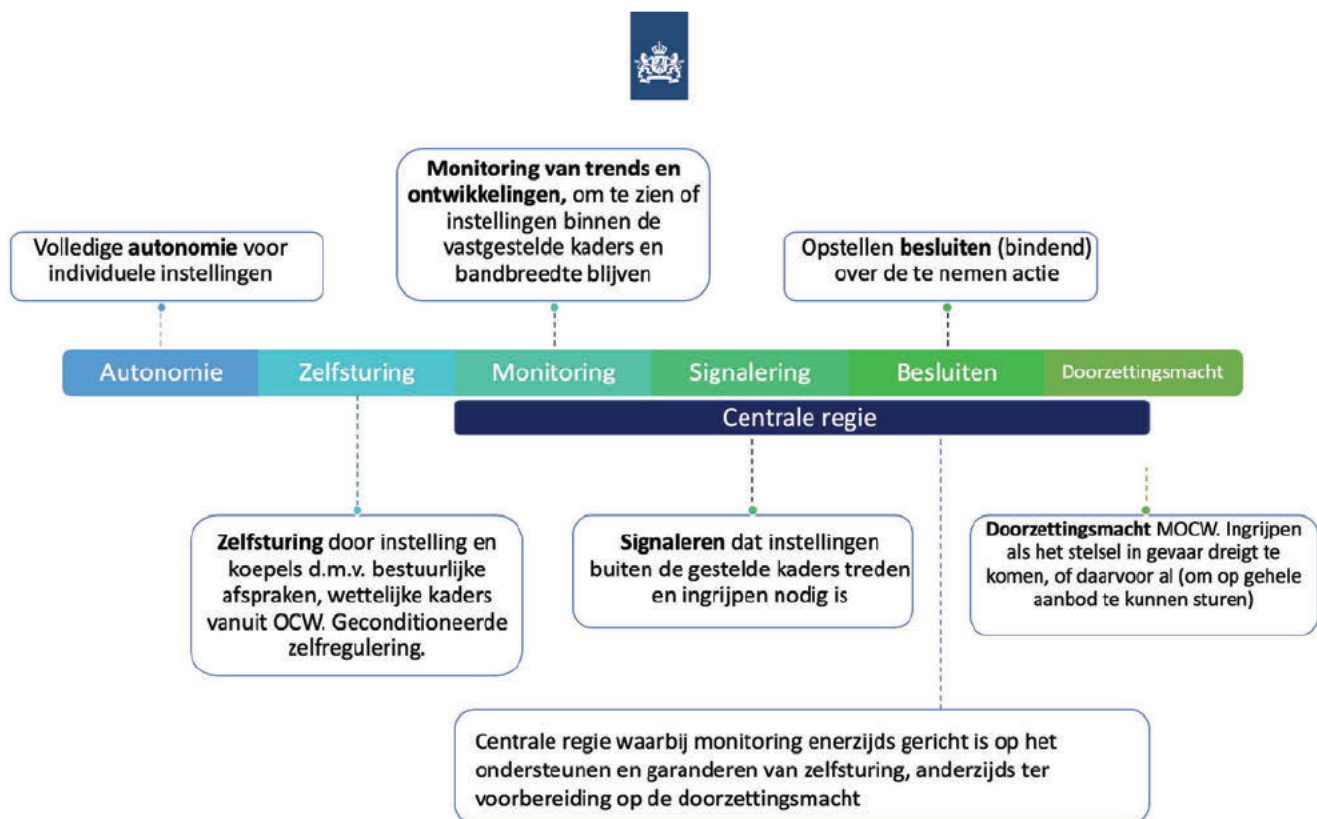 Monitoring van trends en
ontwikkelingen, om te zien of
instellingen binnen de
vastgestelde kaders en
bandbreedte blijven
Volledige autonomie voor
individuele instellingen
Opstellen besluiten (bindend)
over de te nemen actie
Autonomie
Zelfsturing
Monitoring
Signalering
Besluiten
Doorzettingsmacht
Centrale regie
Zelfsturing door instelling en
koepels d.m.v. bestuurlijke
afspraken, wettelijke kaders
vanuit OCW. Geconditioneerde
zelfregulering.
Signaleren dat instellingen
buiten de gestelde kaders treden
en ingrijpen nodig is
Doorzettingsmacht MOCW. Ingrijpen
als het stelsel in gevaar dreigt te
komen, of daarvoor al (om op gehele
aanbod te kunnen sturen)
Centrale regie waarbij monitoring enerzijds gericht is op het
ondersteunen en garanderen van zelfsturing, anderzijds ter
voorbereiding op de doorzettingsmacht